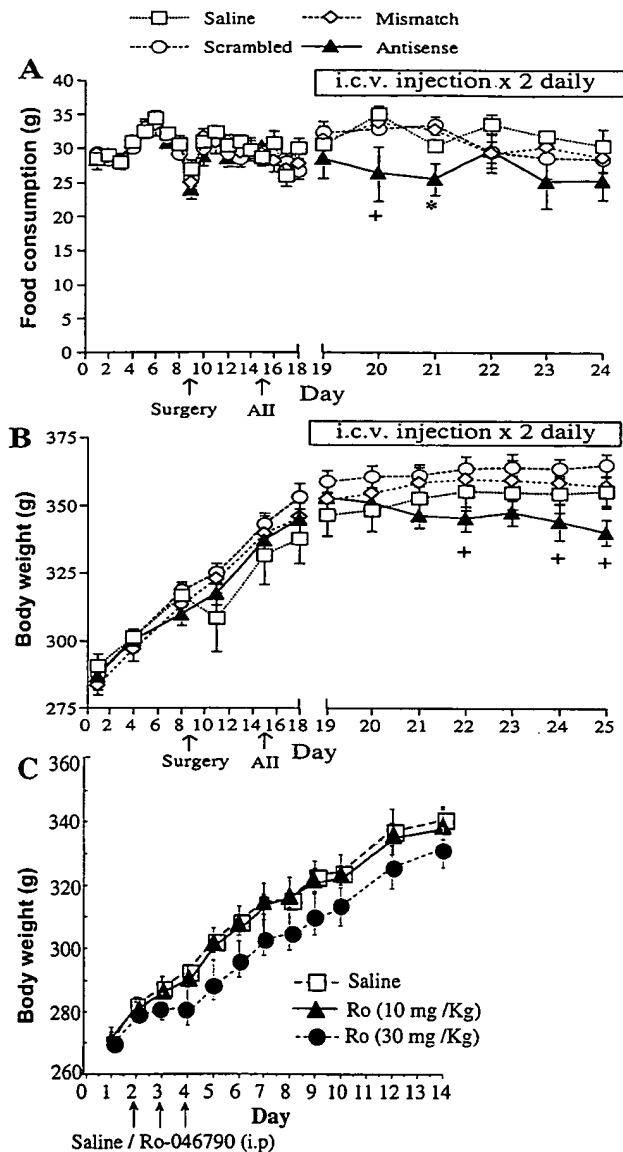 Saline Mismatch
Scrambled Antisense
A
i.c.v. injection x 2 daily
Food consumption (g)
40
35
30
25
20
15
10
5
0
+
*
0 2 4 6 8 10 12 14 16 18 19 20 21 22 23 24
Surgery AII Day
B
i.c.v. injection x 2 daily
Body weight (g)
375
350
325
300
275
+ + +
0 2 4 6 8 10 12 14 16 18 19 20 21 22 23 24 25
Surgery AII Day
C
Body weight (g)
360
340
320
300
280
260
Saline
Ro (10 mg /Kg)
Ro (30 mg /Kg)
0 1 2 3 4 5 6 7 8 9 10 12 14
Day
Saline / Ro-046790 (i.p)